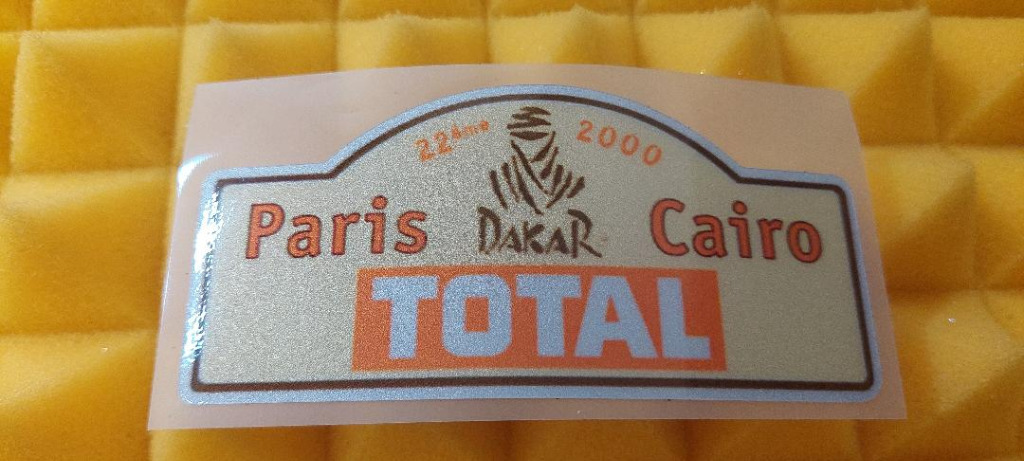 22ème 2000
Paris DAKAR Cairo
TOTAL